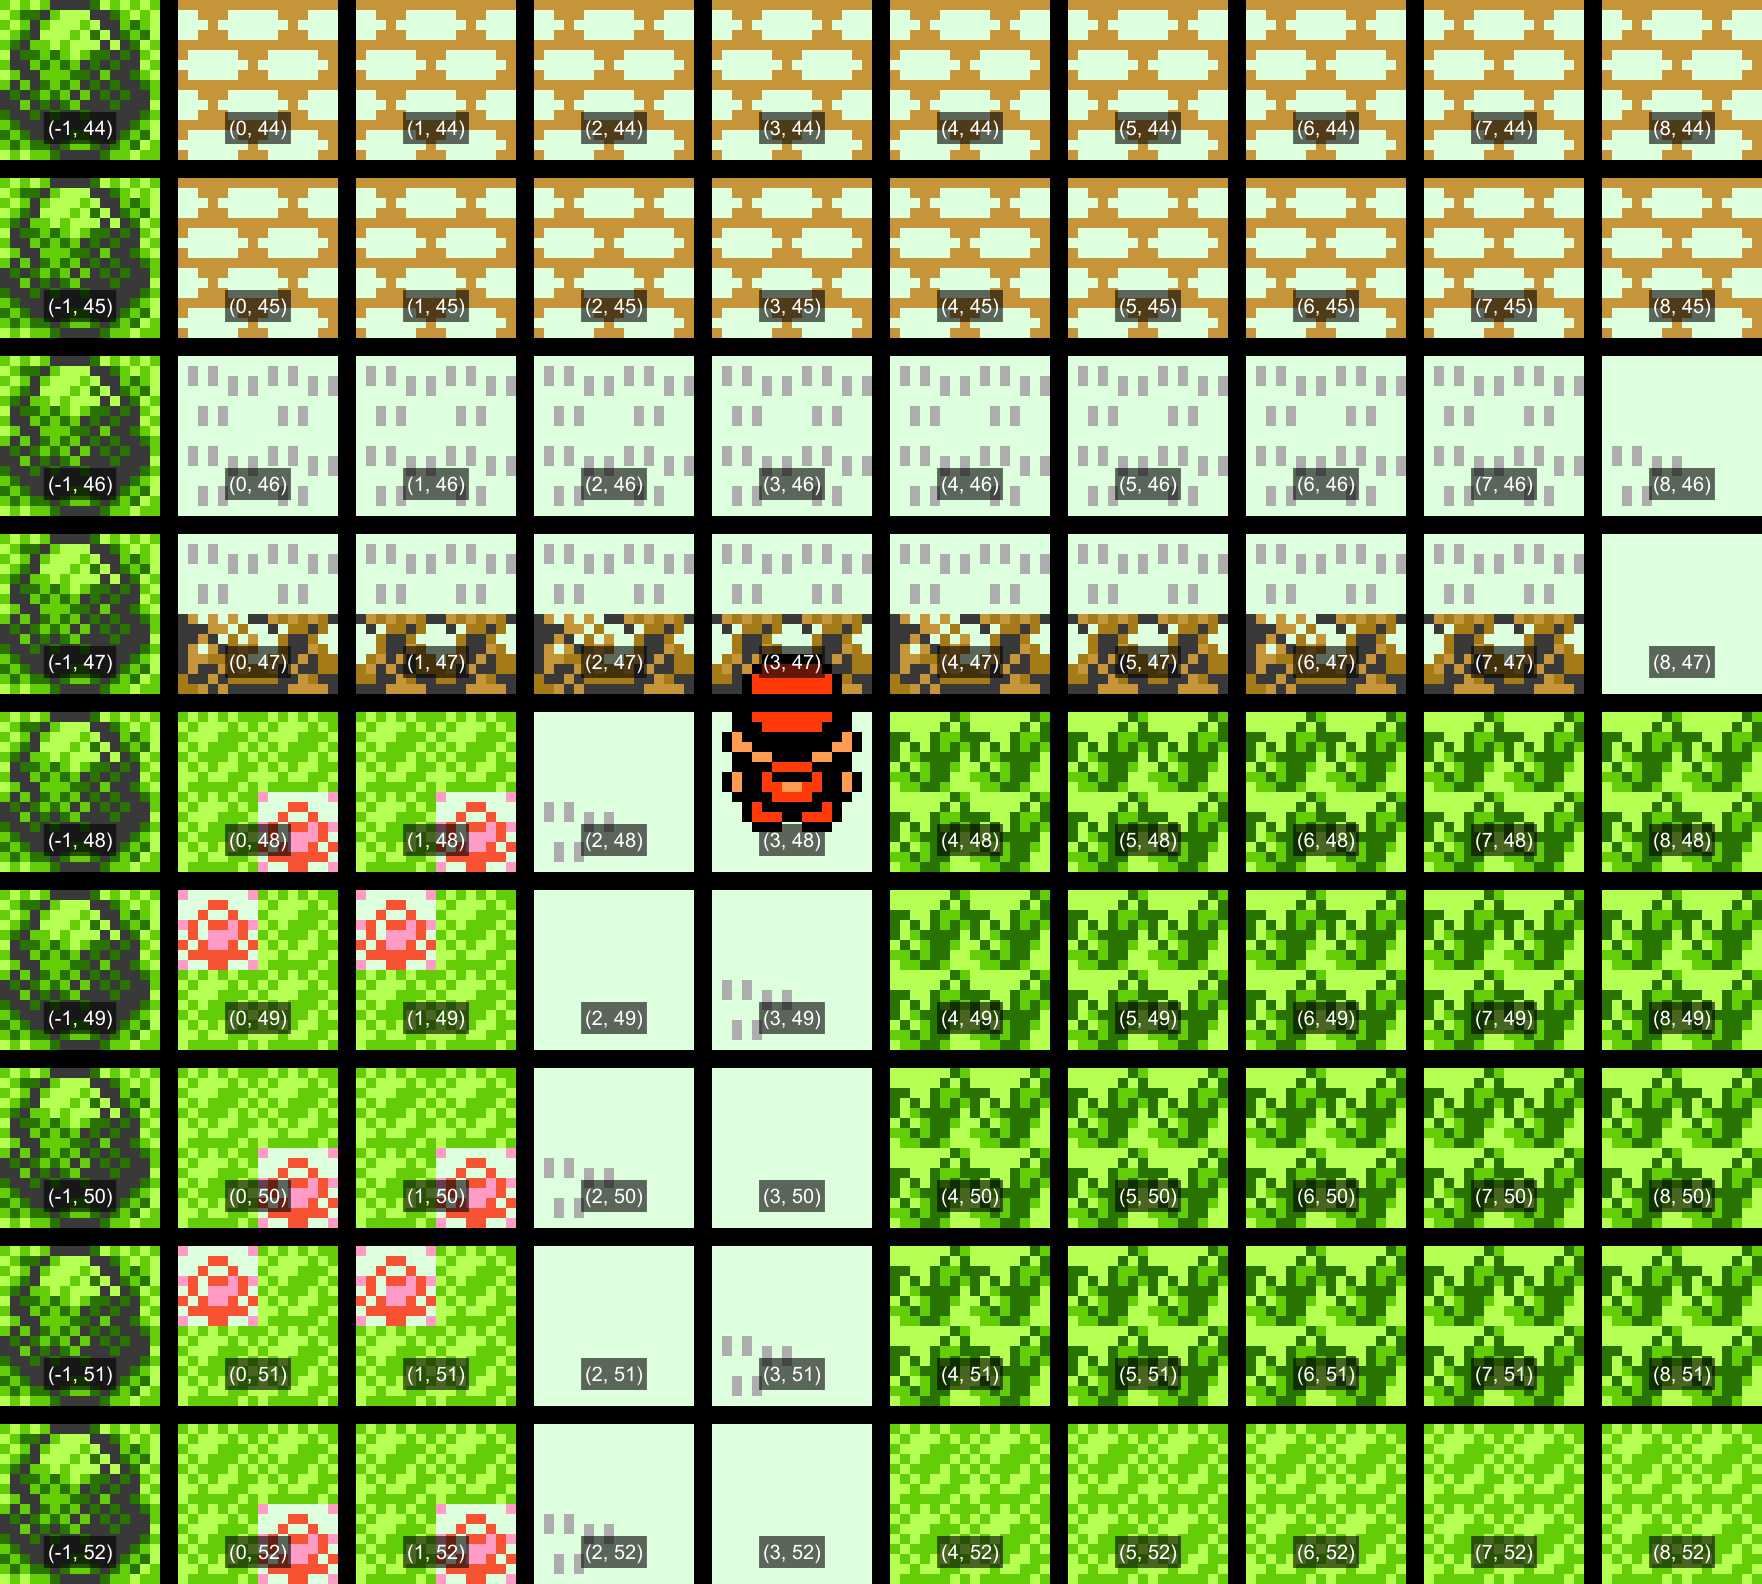 (-1, 44) (0, 44) (1, 44) (2, 44) (3, 44) (4, 44) (5, 44) (6, 44) (7, 44) (8, 44)
(-1, 45) (0, 45) (1, 45) (2, 45) (3, 45) (4, 45) (5, 45) (6, 45) (7, 45) (8, 45)
(-1, 46) (0, 46) (1, 46) (2, 46) (3, 46) (4, 46) (5, 46) (6, 46) (7, 46) (8, 46)
(-1, 47) (0, 47) (1, 47) (2, 47) (3, 47) (4, 47) (5, 47) (6, 47) (7, 47) (8, 47)
(-1, 48) (0, 48) (1, 48) (2, 48) (3, 48) (4, 48) (5, 48) (6, 48) (7, 48) (8, 48)
(-1, 49) (0, 49) (1, 49) (2, 49) (3, 49) (4, 49) (5, 49) (6, 49) (7, 49) (8, 49)
(-1, 50) (0, 50) (1, 50) (2, 50) (3, 50) (4, 50) (5, 50) (6, 50) (7, 50) (8, 50)
(-1, 51) (0, 51) (1, 51) (2, 51) (3, 51) (4, 51) (5, 51) (6, 51) (7, 51) (8, 51)
(-1, 52) (0, 52) (1, 52) (2, 52) (3, 52) (4, 52) (5, 52) (6, 52) (7, 52) (8, 52)